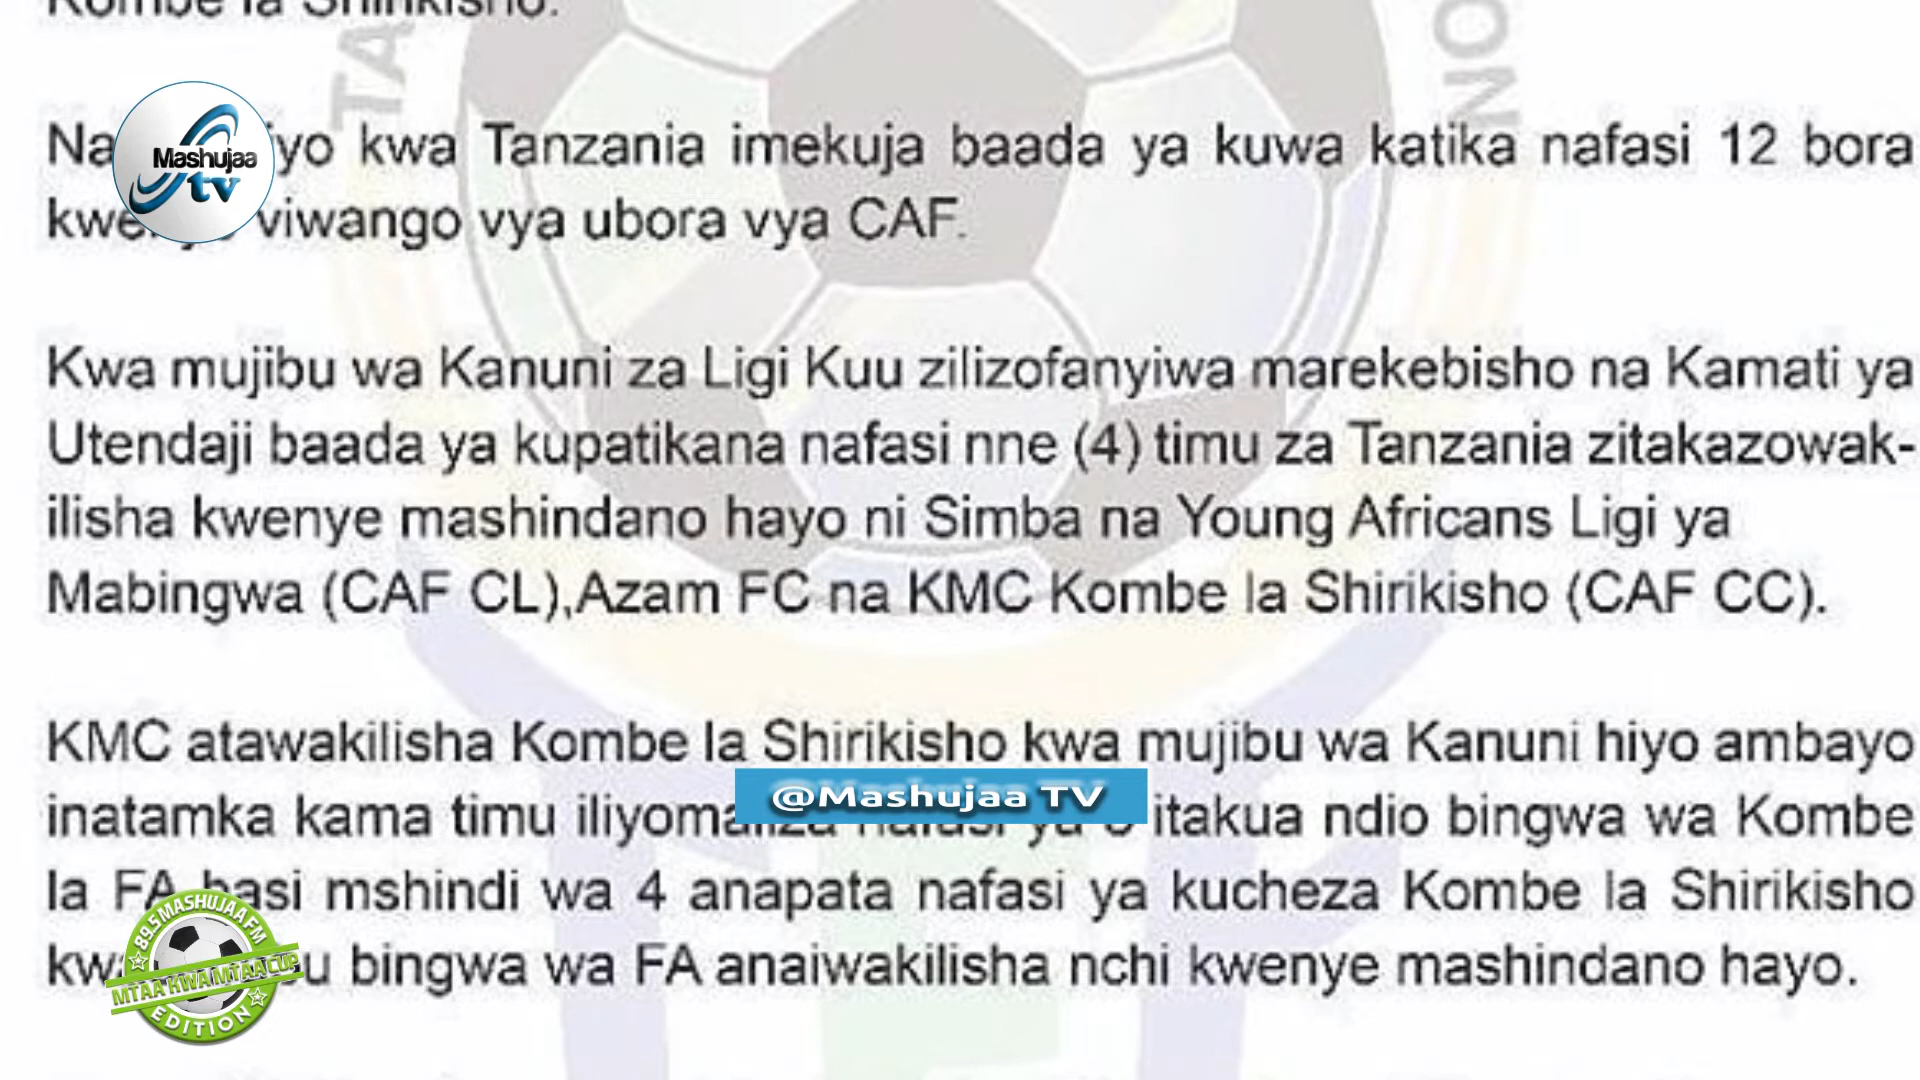 Kombe la Shirikisho.
TA
NO
Mashujaa
tv
kwa Tanzania imekuja baada ya kuwa katika nafasi 12 bora
viwango vya ubora vya CAF.
Kwa mujibu wa Kanuni za Ligi Kuu zilizofanyiwa marekebisho na Kamati ya
Utendaji baada ya kupatikana nafasi nne (4) timu za Tanzania zitakazowak-
ilisha kwenye mashindano hayo ni Simba na Young Africans Ligi ya
Mabingwa (CAF CL),Azam FC na KMC Kombe la Shirikisho (CAF CC).
KMC atawakilisha Kombe la Shirikisho kwa mujibu wa Kanuni hiyo ambayo
@Mashujaa TV
inatamka kama timu itakua ndio bingwa wa Kombe
la FA basi mshindi wa 4 anapata nafasi ya kucheza Kombe la Shirikisho
bingwa wa FA anaiwakilisha nchi kwenye mashindano hayo.
89.5 MASHUJAA FM
MTAA KWA MTAA CUP
EDITION